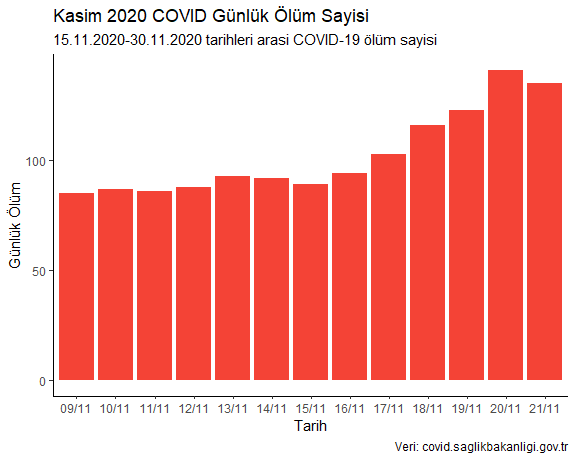 Kasim 2020 COVID Günlük Ölüm Sayisi
15.11.2020-30.11.2020 tarihleri arasi COVID-19 ölüm sayisi
Günlük Ölüm
100
50
0
09/11 10/11 11/11 12/11 13/11 14/11 15/11 16/11 17/11 18/11 19/11 20/11 21/11
Tarih
Veri: covid.saglikbakanligi.gov.tr